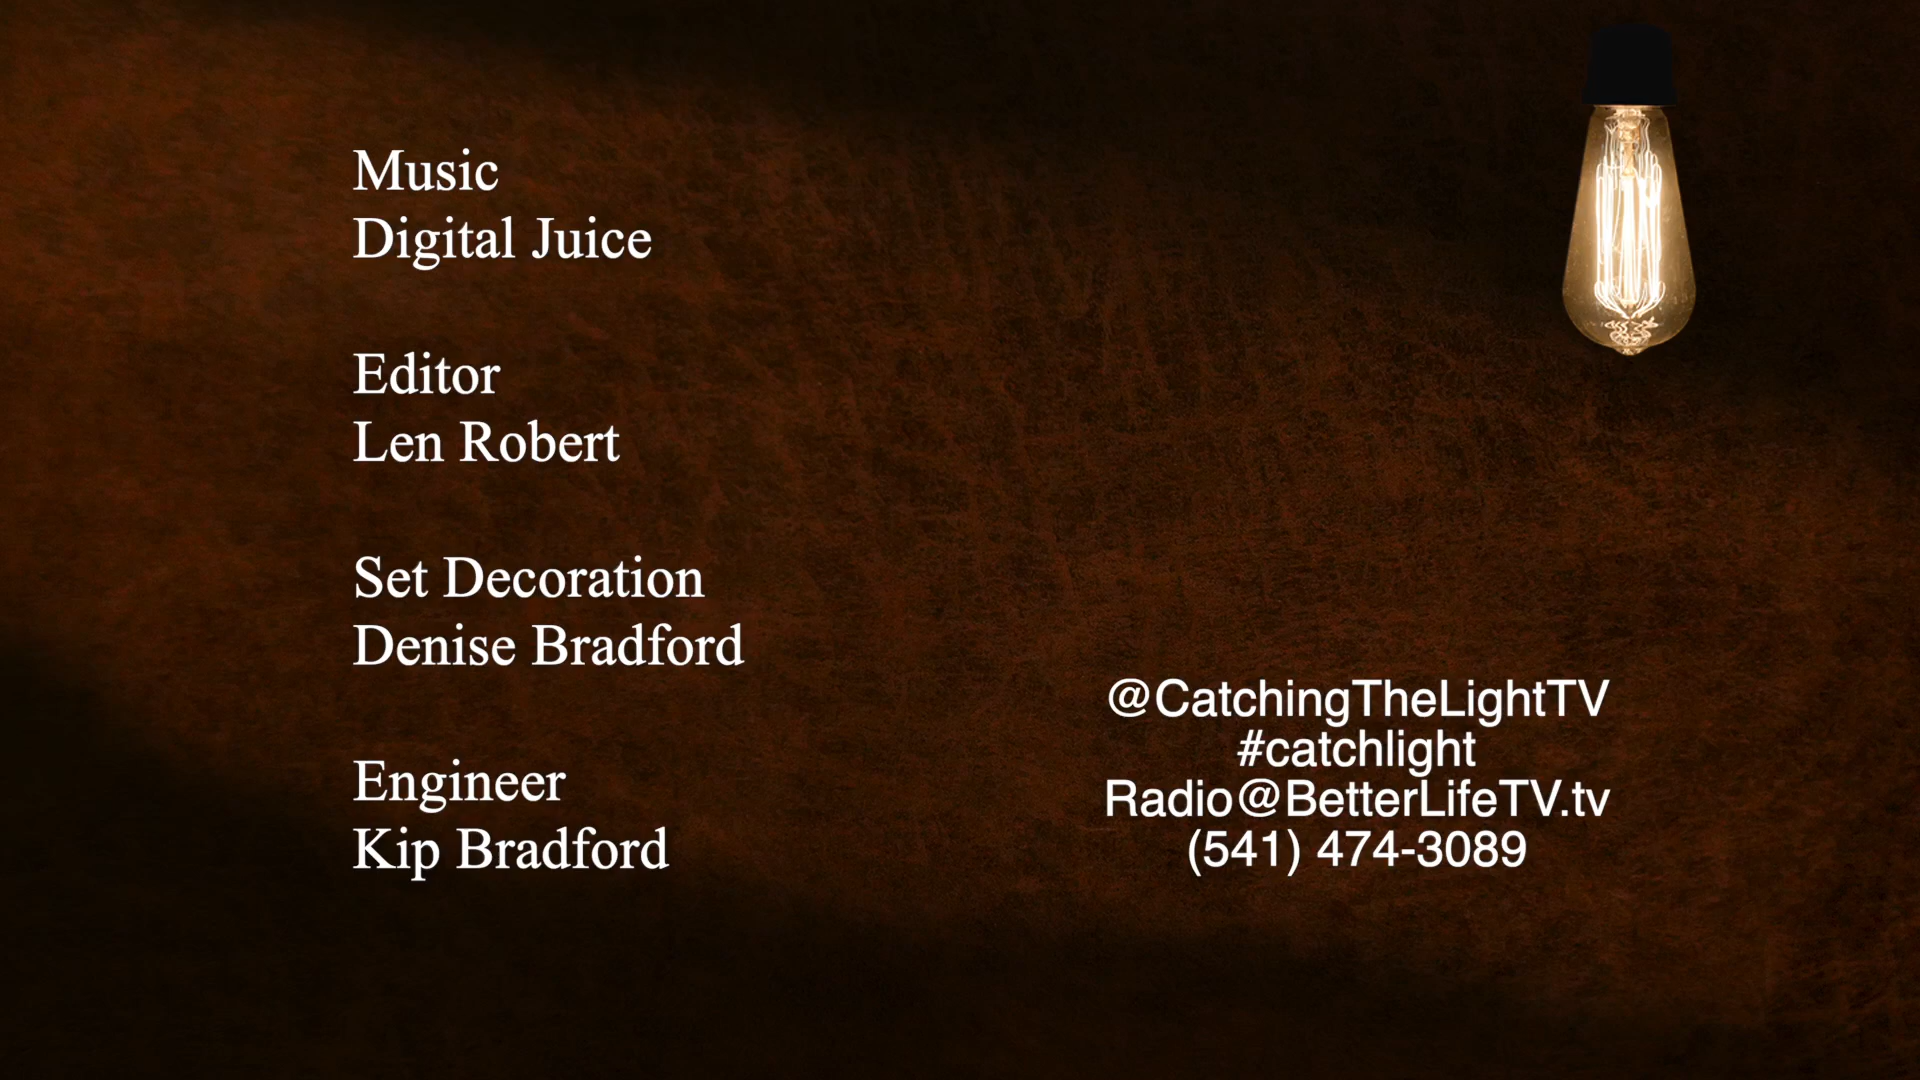 Music
Digital Juice
Editor
Len Robert
Set Decoration
Denise Bradford
Engineer
Kip Bradford
@CatchingTheLightTV
#catchlight
Radio@BetterLifeTV.tv
(541) 474-3089